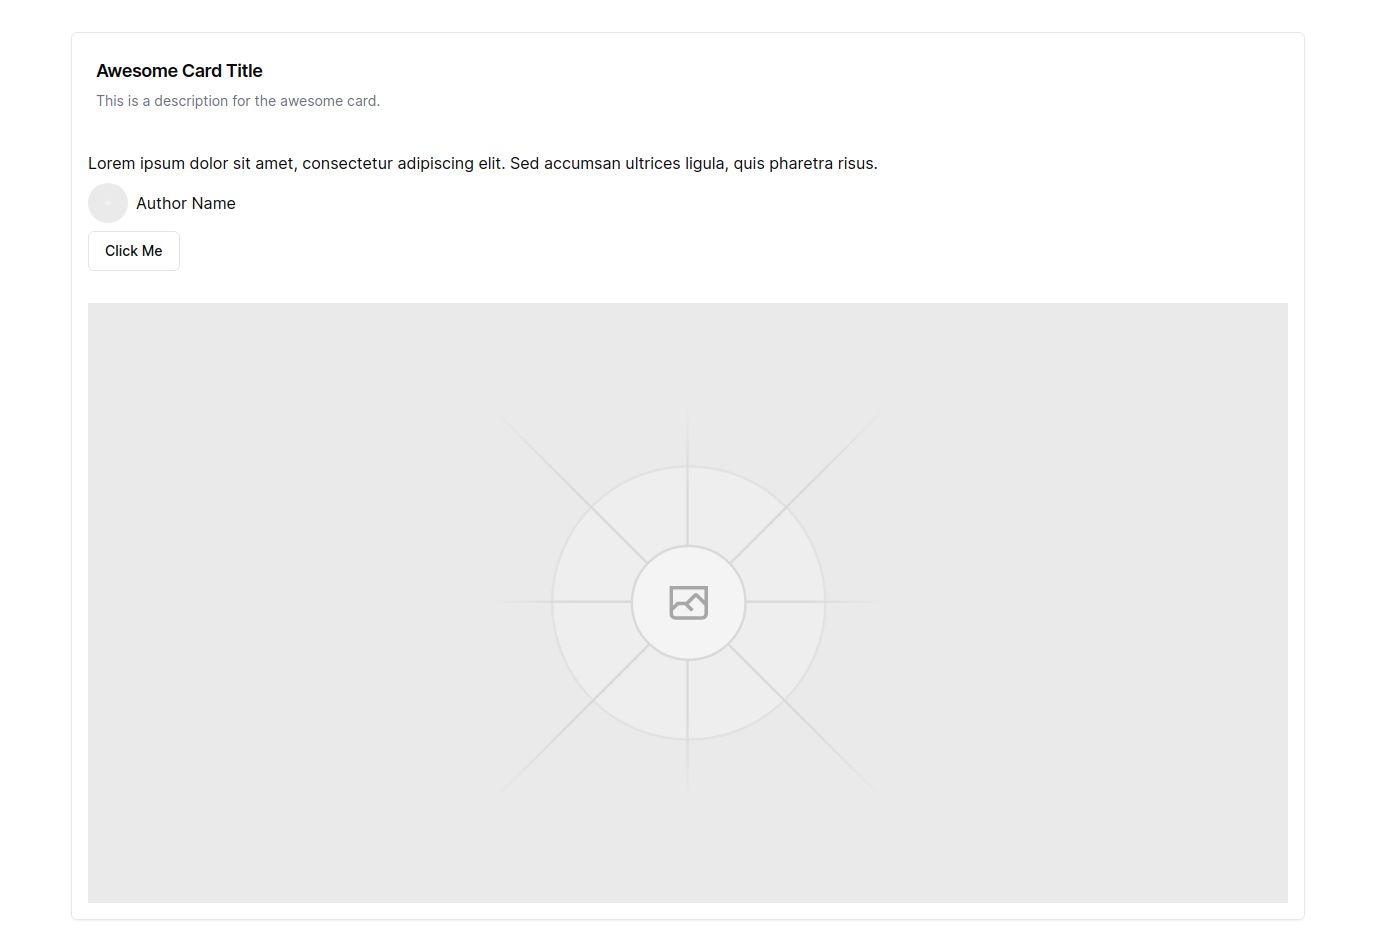 Awesome Card Title
This is a description for the awesome card.
Lorem ipsum dolor sit amet, consectetur adipiscing elit. Sed accumsan ultrices ligula, quis pharetra risus.
Author Name
Click Me